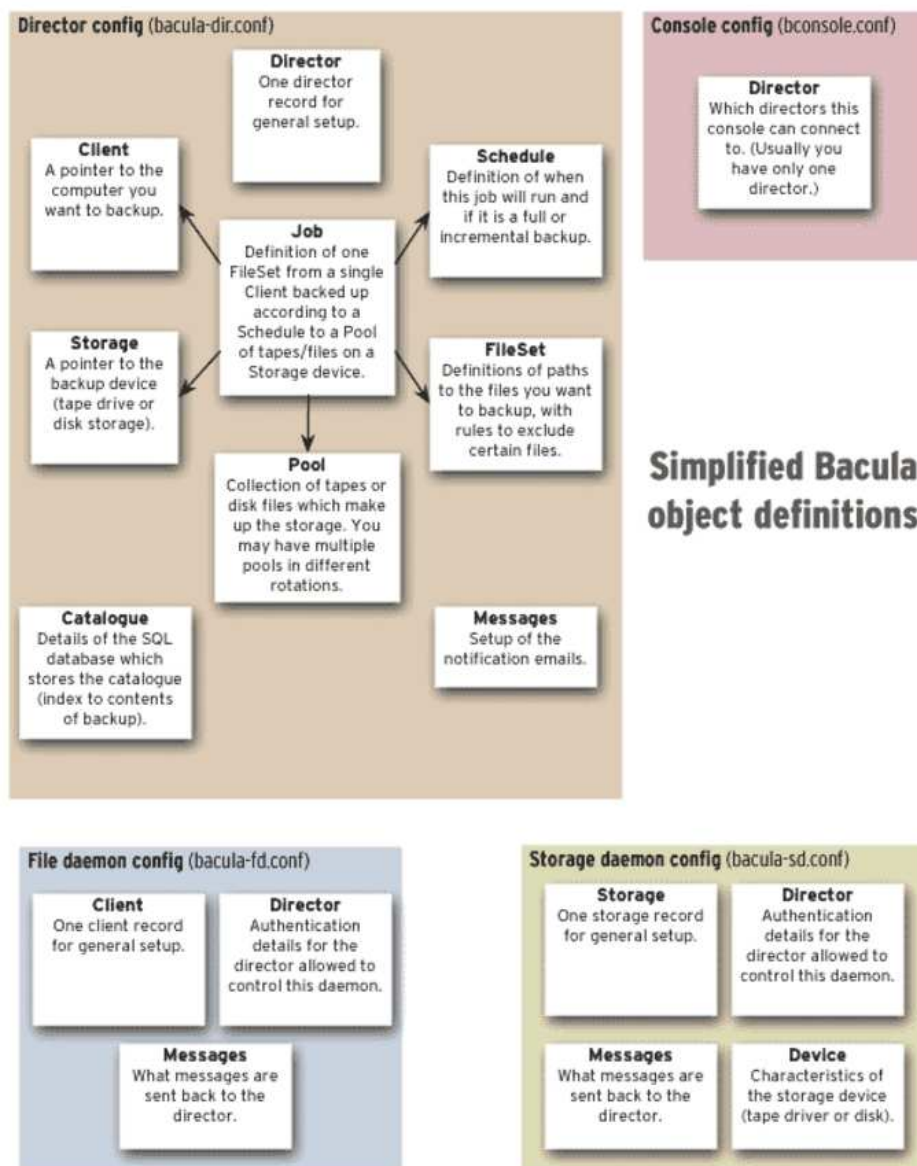 Director config (bacula-dir.conf)
Director
One director
record for
general setup.
Client
A pointer to the
computer you
want to backup.
Schedule
Definition of when
this job will run and
if it is a full or
incremental backup.
Job
Definition of one
FileSet from a single
Client backed up
according to a
Schedule to a Pool
of tapes/files on a
Storage device.
Storage
A pointer to the
backup device
(tape drive or
disk storage).
FileSet
Definitions of paths
to the files you want
to backup, with
rules to exclude
certain files.
Pool
Collection of tapes or
disk files which make
up the storage. You
may have multiple
pools in different
rotations.
Catalogue
Details of the SQL
database which
stores the catalogue
(index to contents
of backup).
Messages
Setup of the
notification emails.
Console config (bconsole.conf)
Director
Which directors this
console can connect
to. (Usually you
have only one
director.)
Simplified Bacula
object definitions
File daemon config (bacula-fd.conf)
Client
One client record
for general setup.
Director
Authentication
details for the
director allowed to
control this daemon.
Messages
What messages are
sent back to the
director.
Storage daemon config (bacula-sd.conf)
Storage
One storage record
for general setup.
Director
Authentication
details for the
director allowed to
control this daemon.
Messages
What messages are
sent back to the
director.
Device
Characteristics of
the storage device
(tape driver or disk).